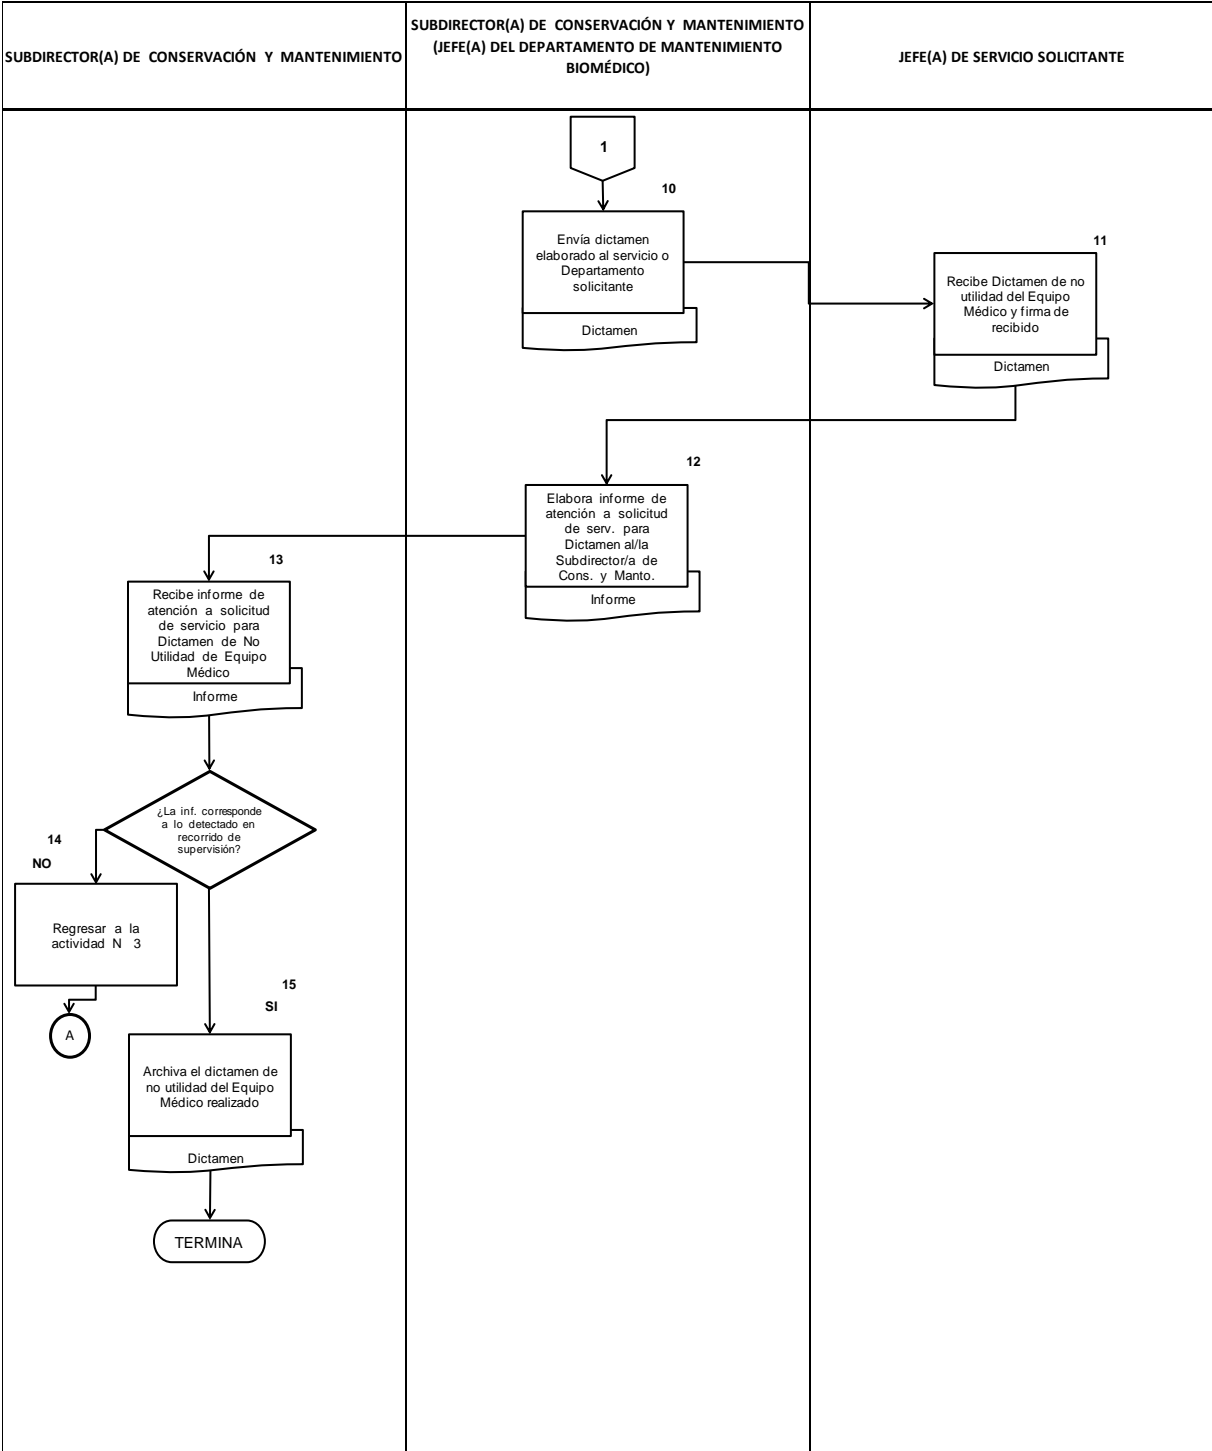 SUBDIRECTOR(A) DE CONSERVACIÓN Y MANTENIMIENTO
SUBDIRECTOR(A) DE CONSERVACIÓN Y MANTENIMIENTO
(JEFE(A) DEL DEPARTAMENTO DE MANTENIMIENTO
BIOMÉDICO)
JEFE(A) DE SERVICIO SOLICITANTE
1
10
Envía dictamen
elaborado al servicio o
Departamento
solicitante
Dictamen
11
Recibe Dictamen de no
utilidad del Equipo
Médico y firma de
recibido
Dictamen
12
Elabora informe de
atención a solicitud
de serv. para
Dictamen al/la
Subdirector/a de
Cons. y Manto.
Informe
13
Recibe informe de
atención a solicitud
de servicio para
Dictamen de No
Utilidad de Equipo
Médico
Informe
¿La inf. corresponde
a lo detectado en
recorrido de
supervisión?
14
NO
Regresar a la
actividad N 3
A
15
SI
Archiva el dictamen de
no utilidad del Equipo
Médico realizado
Dictamen
TERMINA